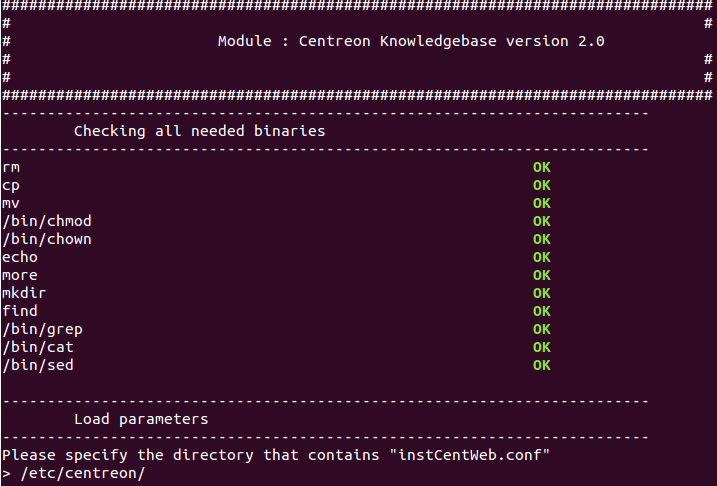 ###############################################################################
#                                                                             #
#                       Module : Centreon Knowledgebase version 2.0
#                                                                             #
#                                                                             #
###############################################################################
------------------------------------------------------------------------
        Checking all needed binaries
------------------------------------------------------------------------
rm                                                         OK
cp                                                         OK
mv                                                         OK
/bin/chmod                                                 OK
/bin/chown                                                 OK
echo                                                       OK
more                                                       OK
mkdir                                                      OK
find                                                       OK
/bin/grep                                                  OK
/bin/cat                                                   OK
/bin/sed                                                   OK
------------------------------------------------------------------------
        Load parameters
------------------------------------------------------------------------
Please specify the directory that contains "instCentWeb.conf"
> /etc/centreon/